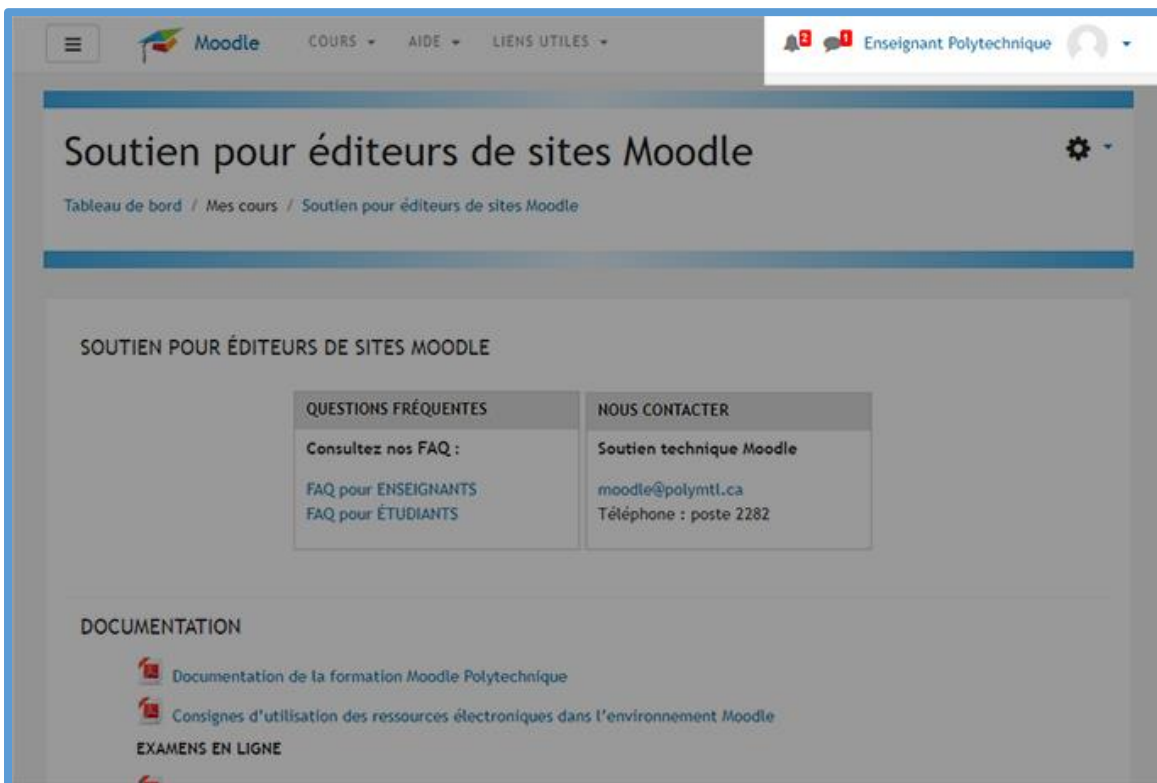 Moodle COURS AIDE LIENS UTILES 2 1 Enseignant Polytechnique
Soutien pour éditeurs de sites Moodle
Tableau de bord / Mes cours / Soutien pour éditeurs de sites Moodle
SOUTIEN POUR ÉDITEURS DE SITES MOODLE
QUESTIONS FRÉQUENTES
Consultez nos FAQ :
FAQ pour ENSEIGNANTS
FAQ pour ÉTUDIANTS
NOUS CONTACTER
Soutien technique Moodle
moodle@polymtl.ca
Téléphone : poste 2282
DOCUMENTATION
Documentation de la formation Moodle Polytechnique
Consignes d'utilisation des ressources électroniques dans l'environnement Moodle
EXAMENS EN LIGNE